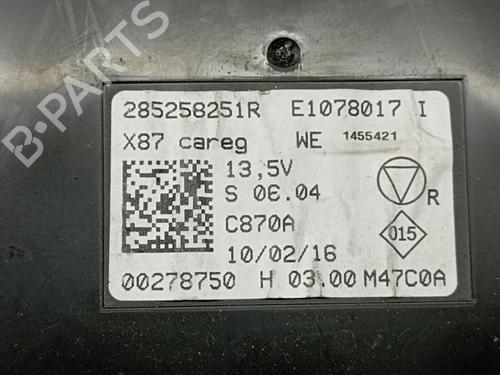 285258251R E1078017 I
X87 careg WE 1455421
13,5V
S 06.04
R
C870A
015
10/02/16
00278750 H 03.00 M47C0A
B-PARTS